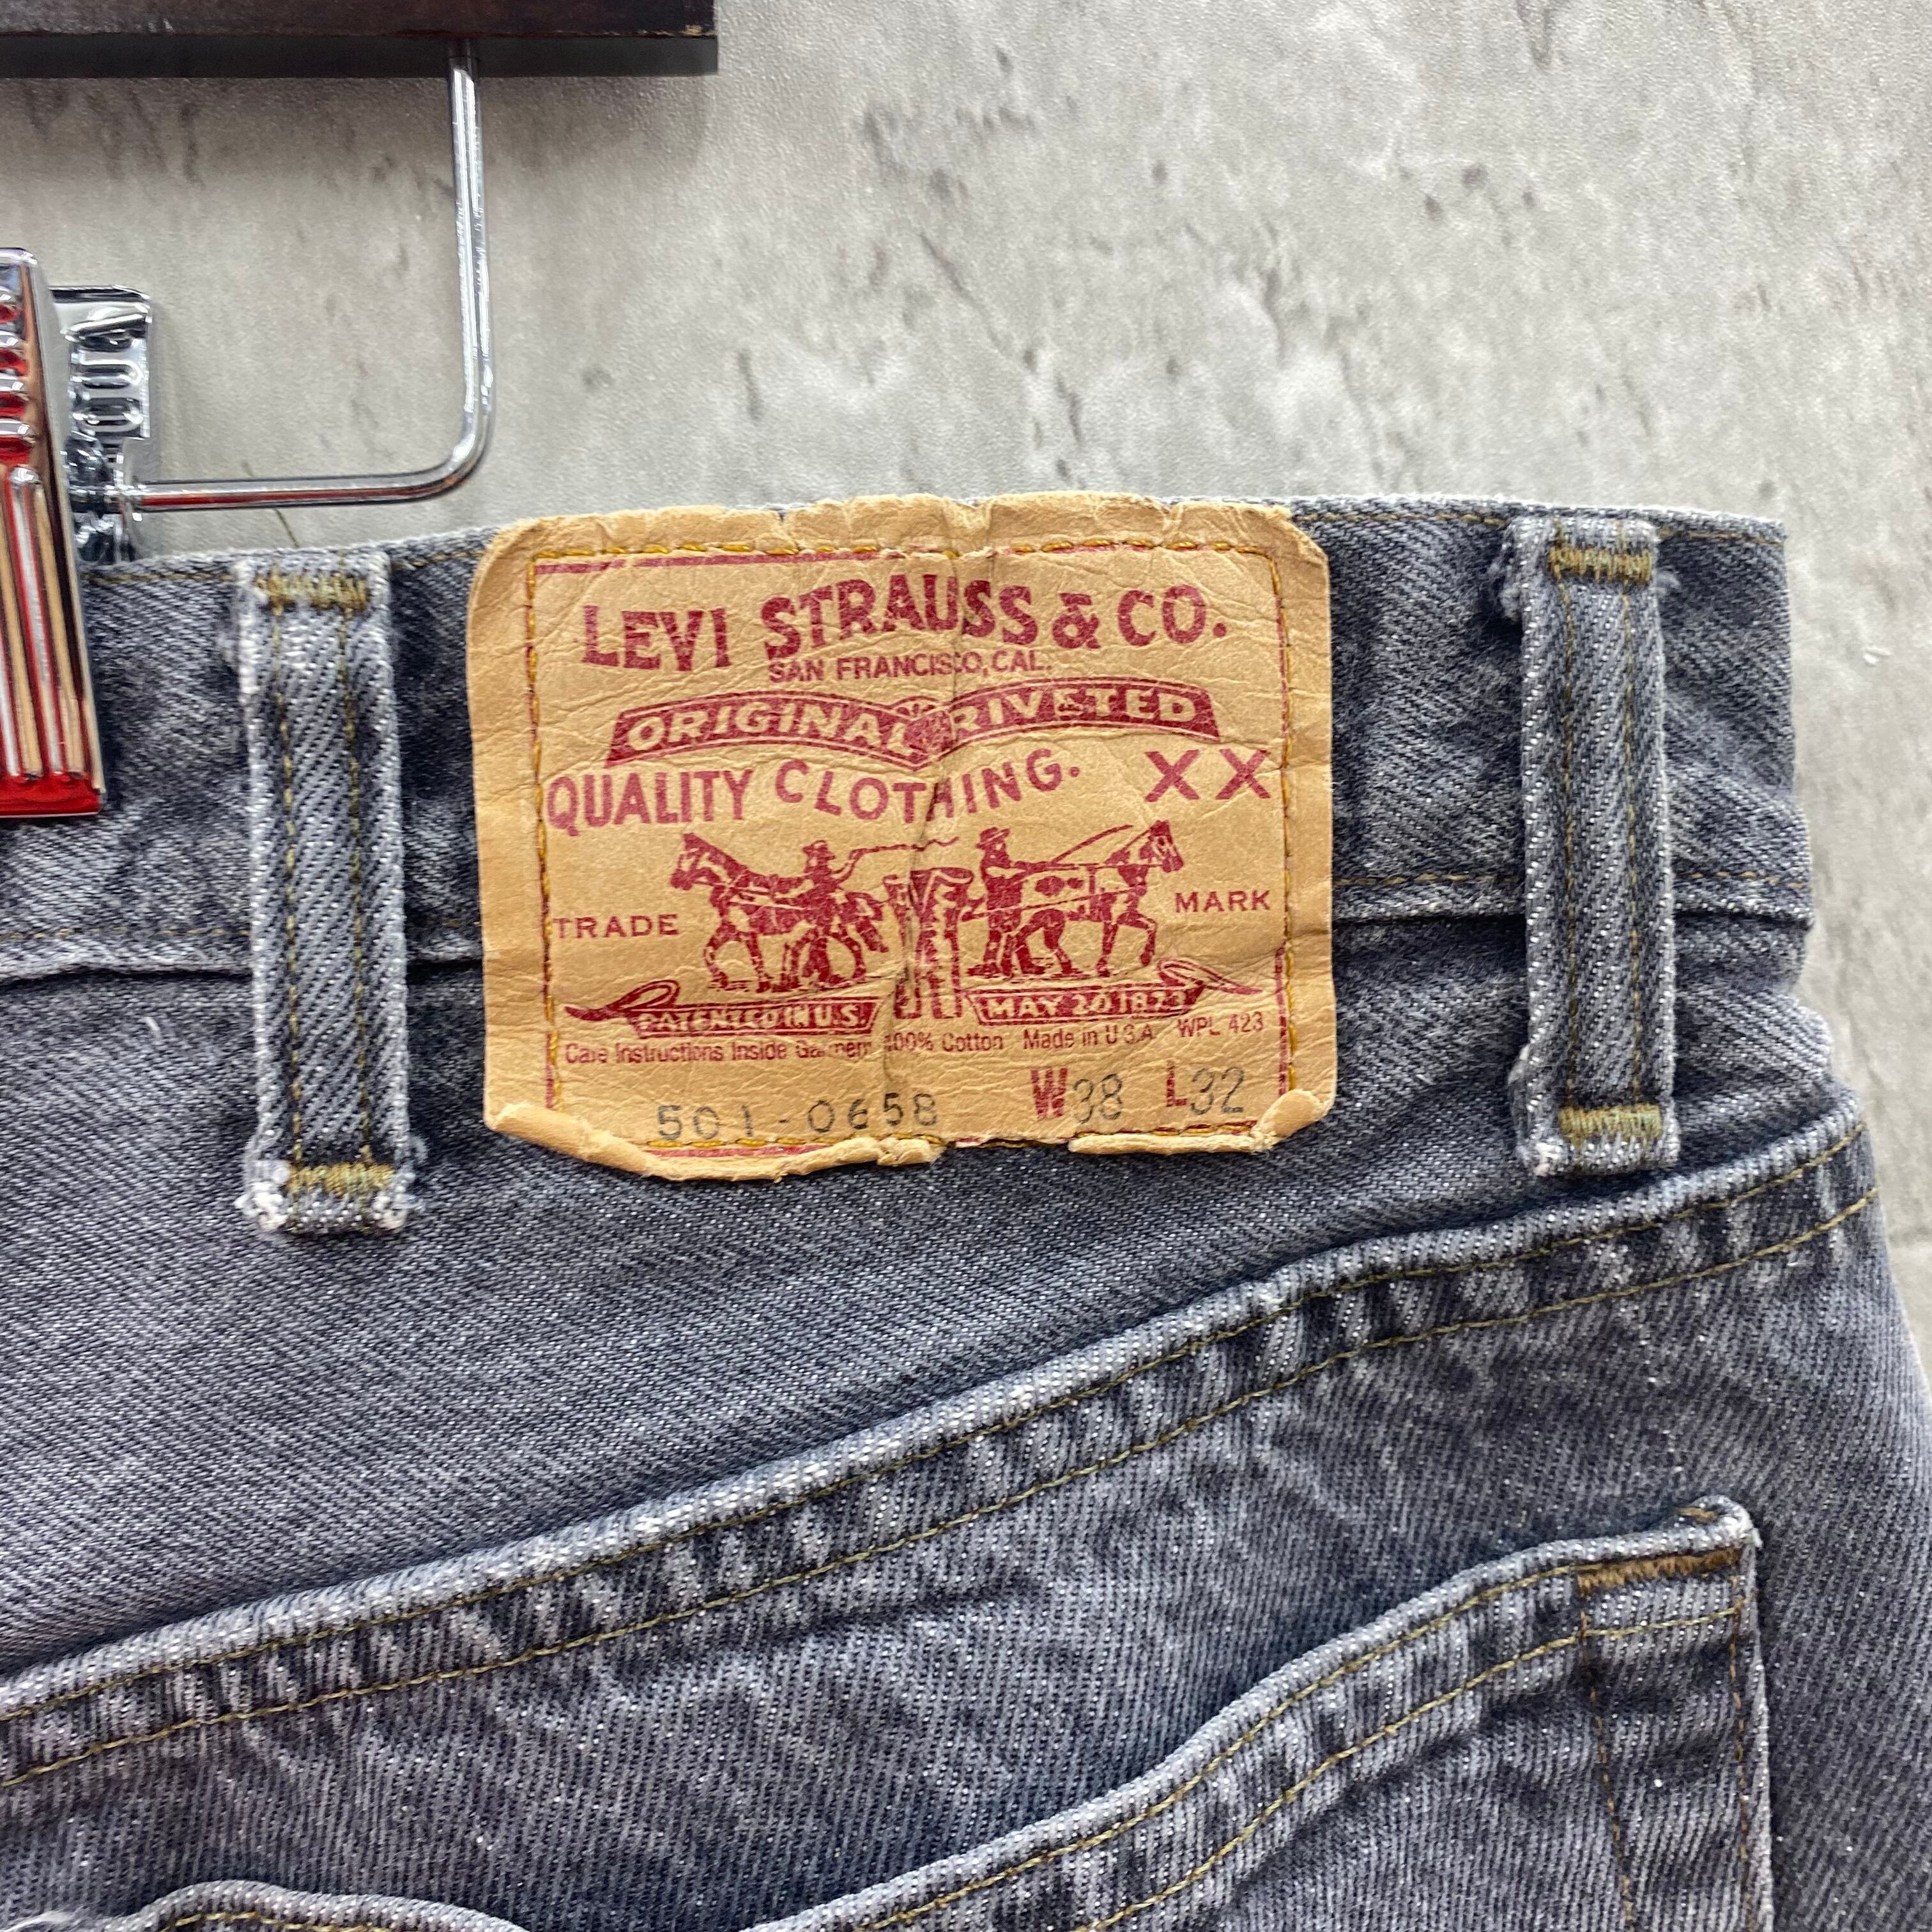 LEVI STRAUSS & CO.
SAN FRANCISCO, CAL.
ORIGINAL RIVETED
QUALITY CLOTHING. XX
TRADE MARK
PATENTED IN U.S. MAY 20 1873
Care Instructions Inside Garment 100% Cotton Made in U.S.A. WPL 423
501-0658 W38 L32